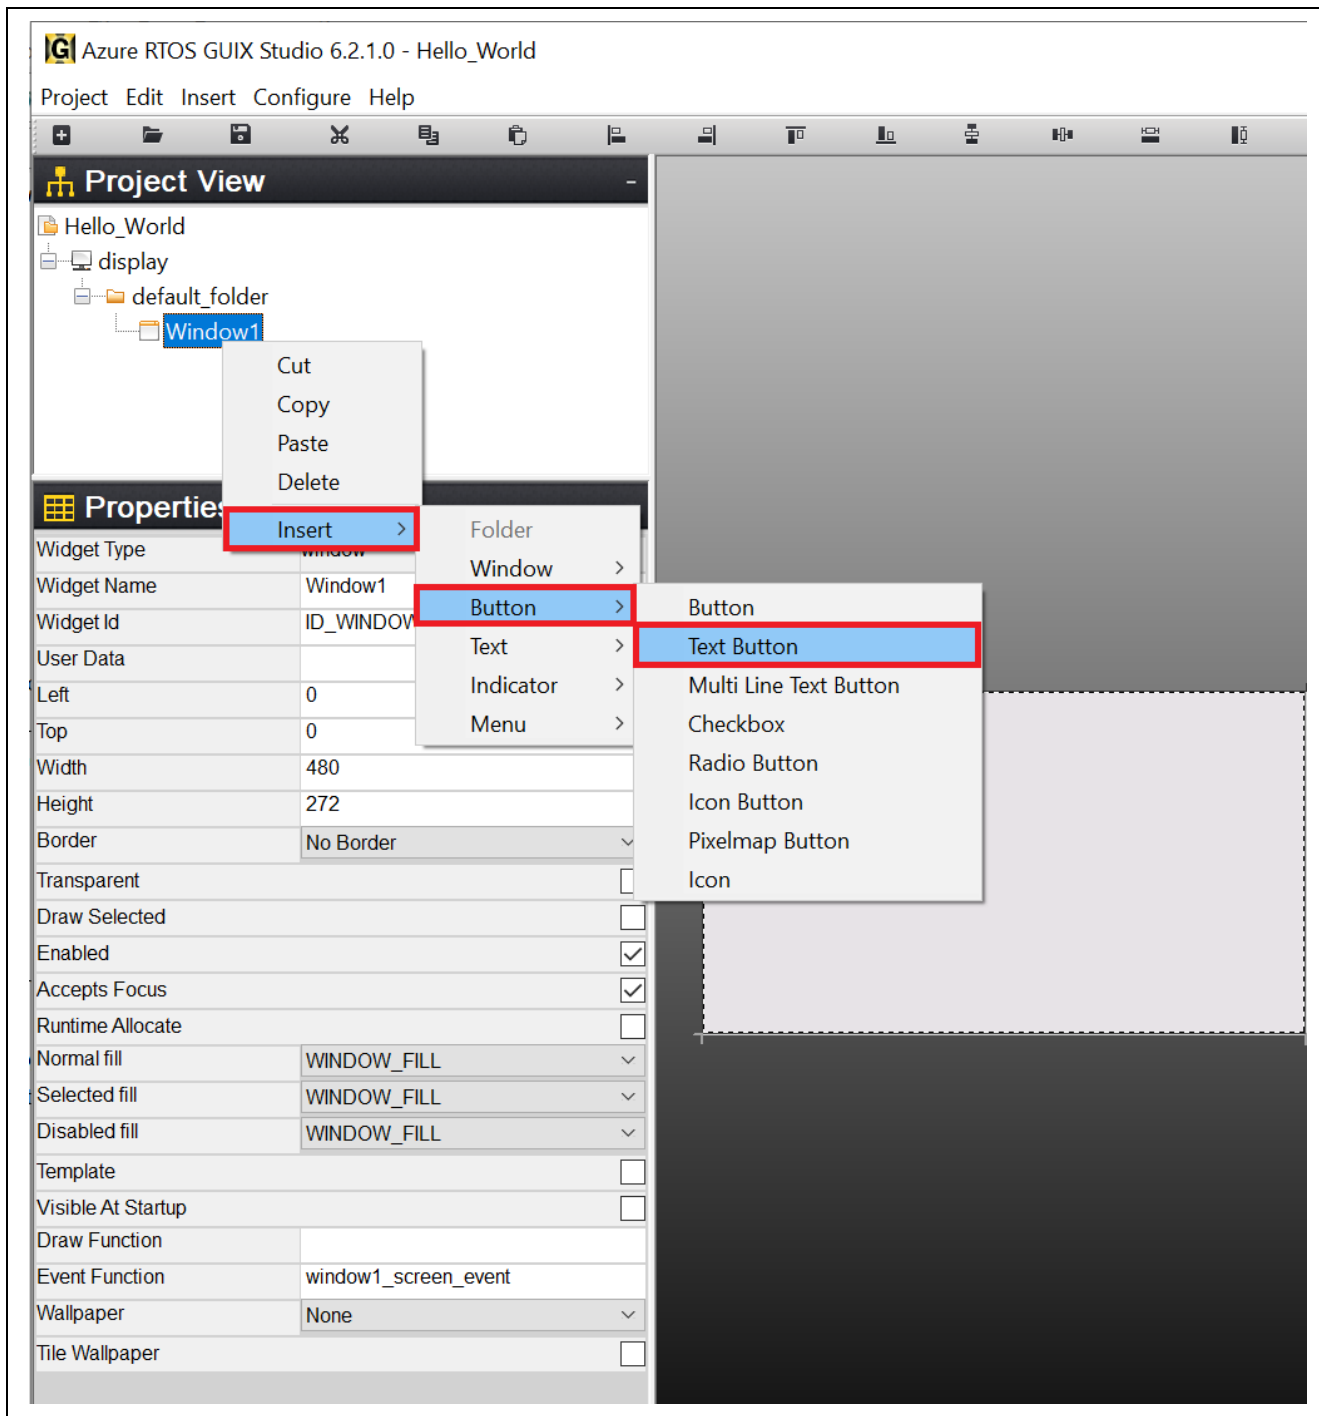 Azure RTOS GUIX Studio 6.2.1.0 - Hello_World
Project Edit Insert Configure Help
Project View
Hello_World
display
default_folder
Window1
Cut
Copy
Paste
Delete
Insert
Folder
Window
Button
Text
Indicator
Menu
Button
Text Button
Multi Line Text Button
Checkbox
Radio Button
Icon Button
Pixelmap Button
Icon
Properties
Widget Type window
Widget Name Window1
Widget Id ID_WINDOW
User Data
Left 0
Top 0
Width 480
Height 272
Border No Border
Transparent
Draw Selected
Enabled
Accepts Focus
Runtime Allocate
Normal fill WINDOW_FILL
Selected fill WINDOW_FILL
Disabled fill WINDOW_FILL
Template
Visible At Startup
Draw Function
Event Function window1_screen_event
Wallpaper None
Tile Wallpaper